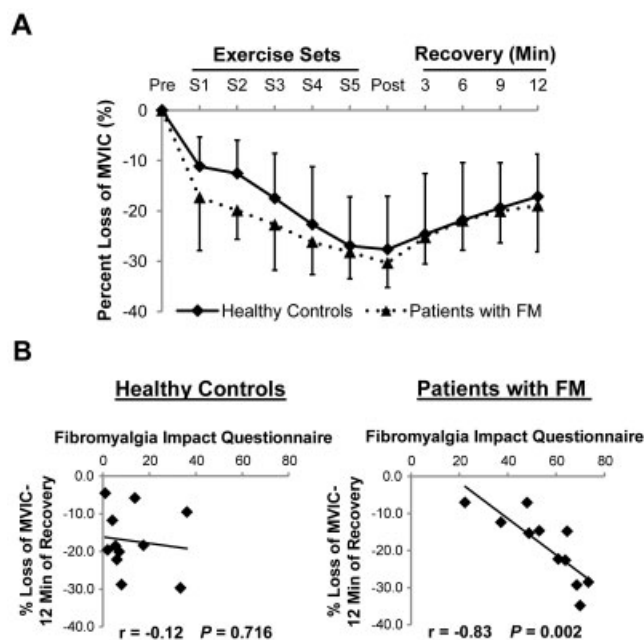 A
Exercise Sets Recovery (Min)
Pre S1 S2 S3 S4 S5 Post 3 6 9 12
Percent Loss of MVIC (%)
0
-10
-20
-30
-40
Healthy Controls Patients with FM
B
Healthy Controls
Fibromyalgia Impact Questionnaire
0 20 40 60 80
% Loss of MVIC-
12 Min of Recovery
0.0
-10.0
-20.0
-30.0
-40.0
r = -0.12 P = 0.716
Patients with FM
Fibromyalgia Impact Questionnaire
0 20 40 60 80
% Loss of MVIC-
12 Min of Recovery
0.0
-10.0
-20.0
-30.0
-40.0
r = -0.83 P = 0.002